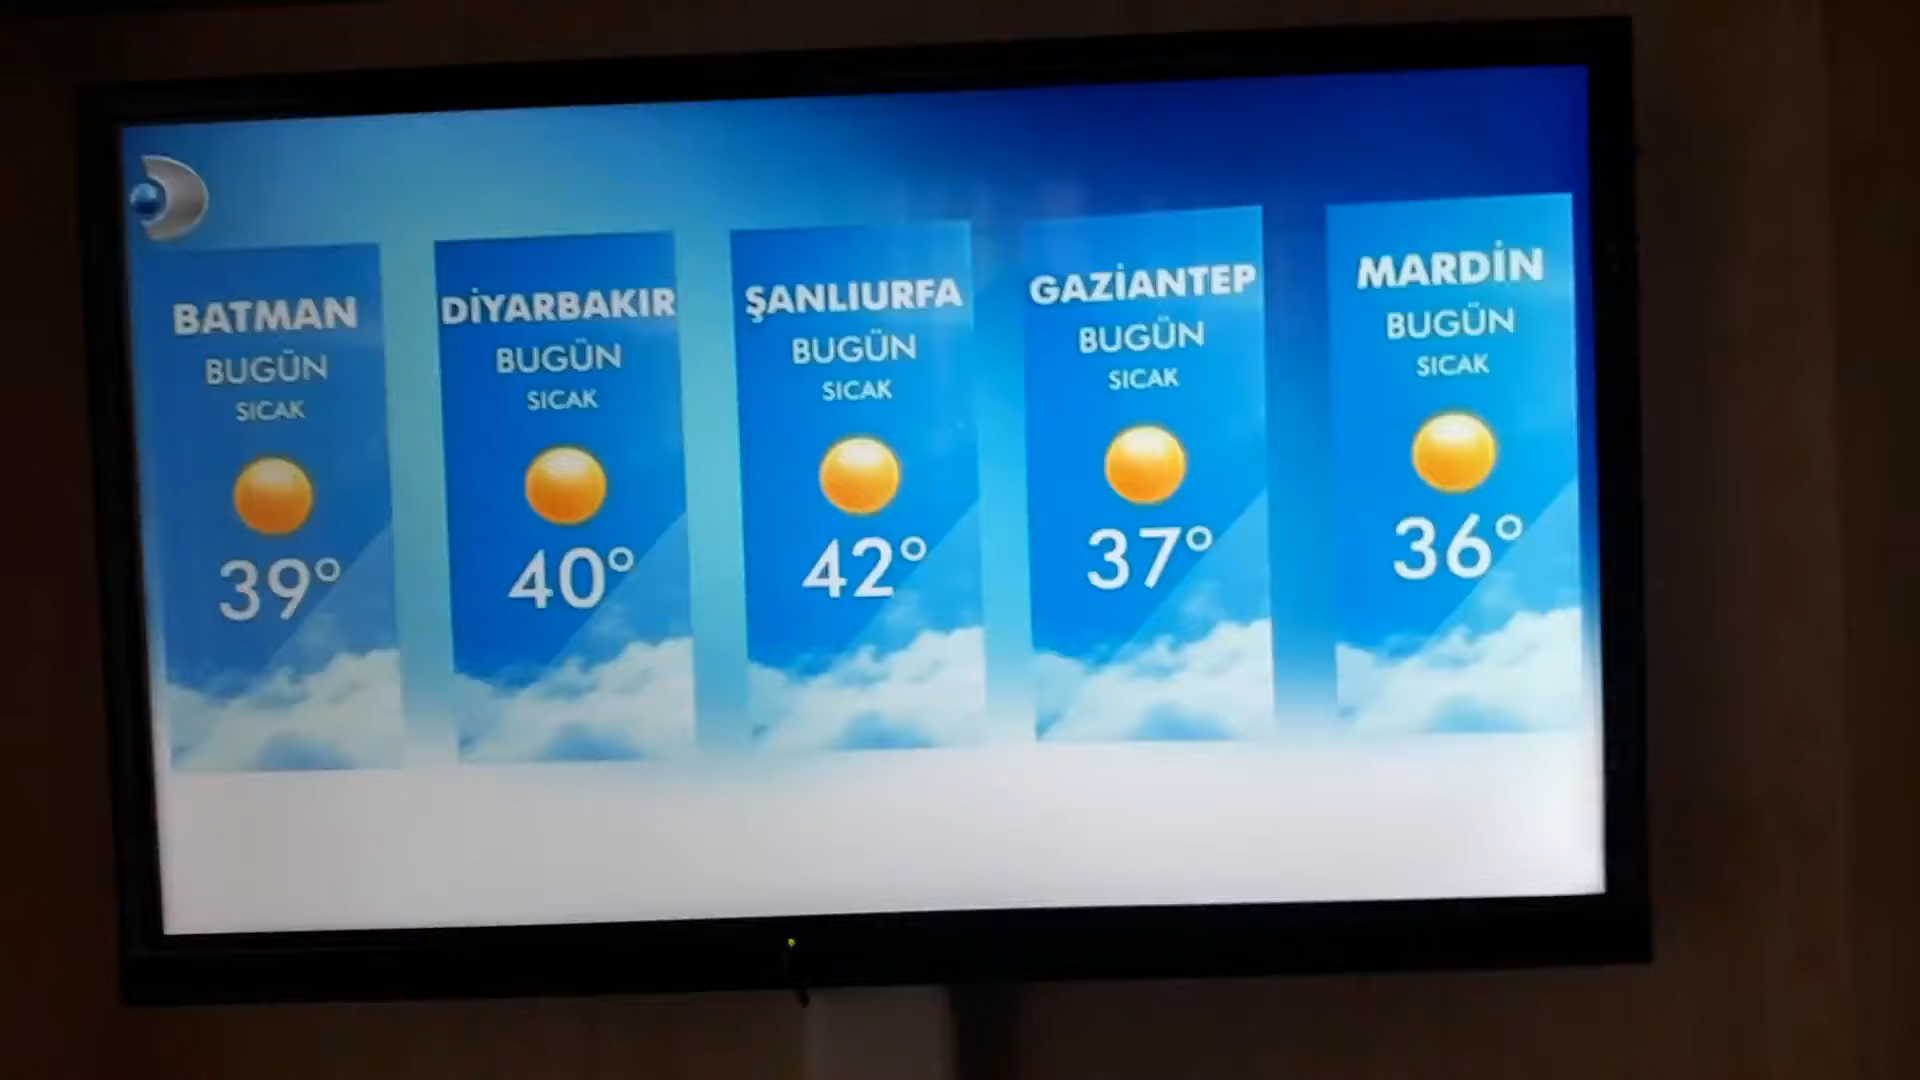 BATMAN
BUGÜN
SICAK
39°
DİYARBAKIR
BUGÜN
SICAK
40°
ŞANLIURFA
BUGÜN
SICAK
42°
GAZİANTEP
BUGÜN
SICAK
37°
MARDİN
BUGÜN
SICAK
36°